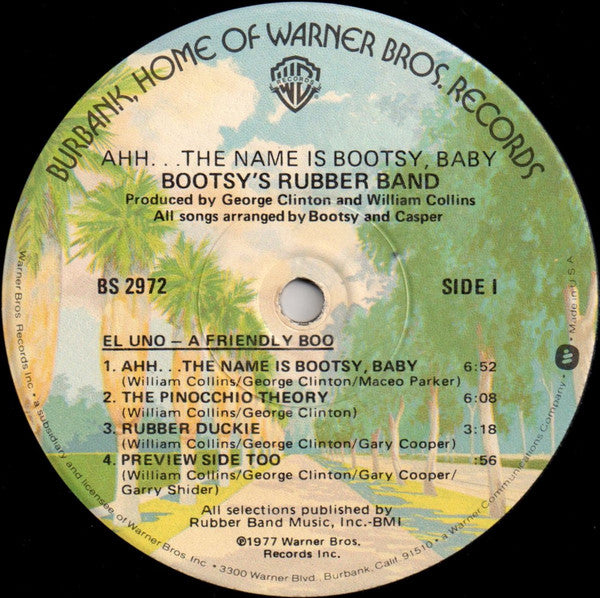 BURBANK, HOME OF WARNER BROS. RECORDS
WB
RECORDS
AHH. . .THE NAME IS BOOTSY, BABY
BOOTSY'S RUBBER BAND
Produced by George Clinton and William Collins
All songs arranged by Bootsy and Casper
BS 2972 SIDE I
EL UNO – A FRIENDLY BOO
1. AHH. . .THE NAME IS BOOTSY, BABY 6:52
(William Collins/George Clinton/Maceo Parker)
2. THE PINOCCHIO THEORY 6:08
(William Collins/George Clinton)
3. RUBBER DUCKIE 3:18
(William Collins/George Clinton/Gary Cooper)
4. PREVIEW SIDE TOO :56
(William Collins/George Clinton/Gary Cooper/
Garry Shider)
All selections published by
Rubber Band Music, Inc.-BMI
℗1977 Warner Bros.
Records Inc.
Warner Bros. Records Inc. • a subsidiary and licensee of Warner Bros. Inc. • 3300 Warner Blvd., Burbank, Calif. 91510 • a Warner Communications Company • Made in U.S.A.